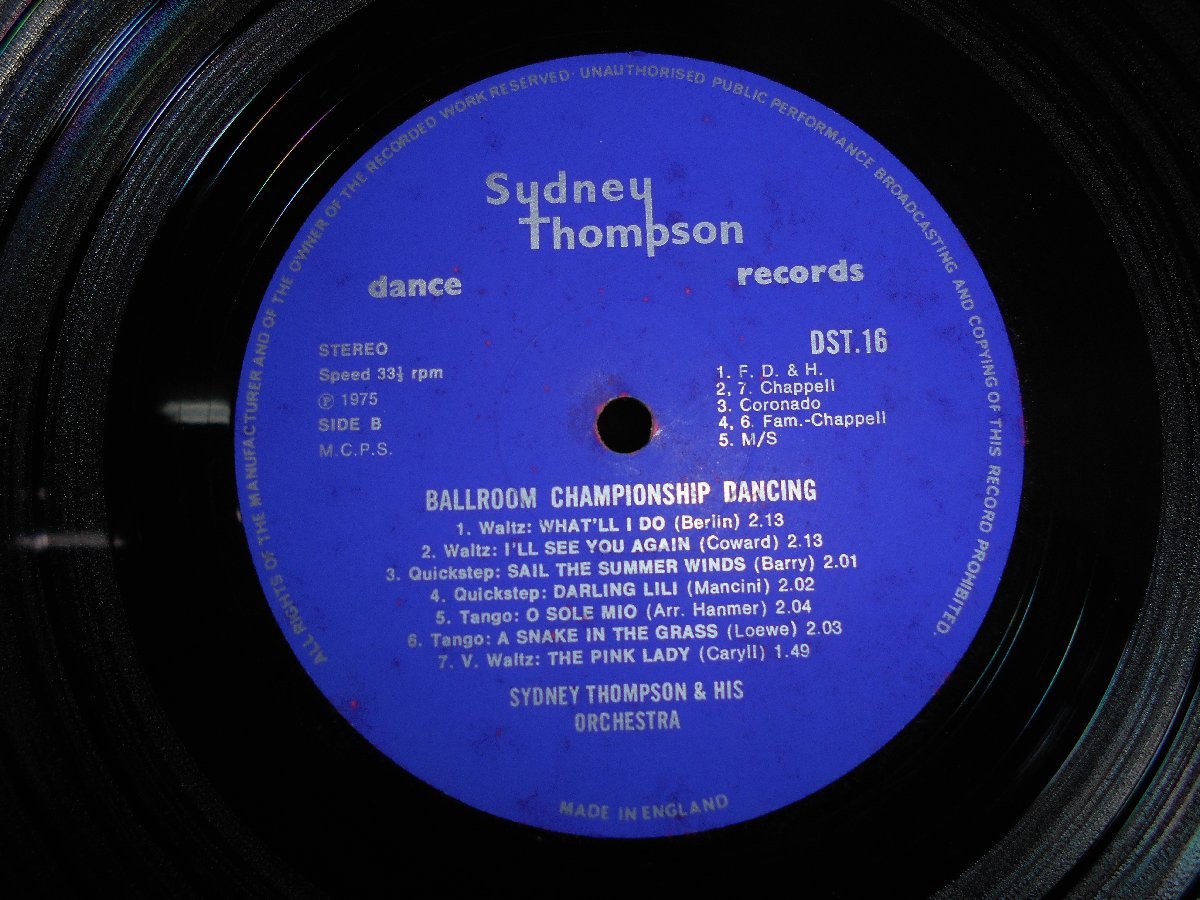 ALL RIGHTS OF THE MANUFACTURER AND OF THE OWNER OF THE RECORDED WORK RESERVED· UNAUTHORISED PUBLIC PERFORMANCE BROADCASTING AND COPYING OF THIS RECORD PROHIBITED.
Sydney
Thompson
dance records
STEREO
Speed 33⅓ rpm
℗ 1975
SIDE B
M.C.P.S.
DST.16
1. F. D. & H.
2, 7. Chappell
3. Coronado
4, 6. Fam.-Chappell
5. M/S
BALLROOM CHAMPIONSHIP DANCING
1. Waltz: WHAT'LL I DO (Berlin) 2.13
2. Waltz: I'LL SEE YOU AGAIN (Coward) 2.13
3. Quickstep: SAIL THE SUMMER WINDS (Barry) 2.01
4. Quickstep: DARLING LILI (Mancini) 2.02
5. Tango: O SOLE MIO (Arr. Hanmer) 2.04
6. Tango: A SNAKE IN THE GRASS (Loewe) 2.03
7. V. Waltz: THE PINK LADY (Caryll) 1.49
SYDNEY THOMPSON & HIS
ORCHESTRA
MADE IN ENGLAND